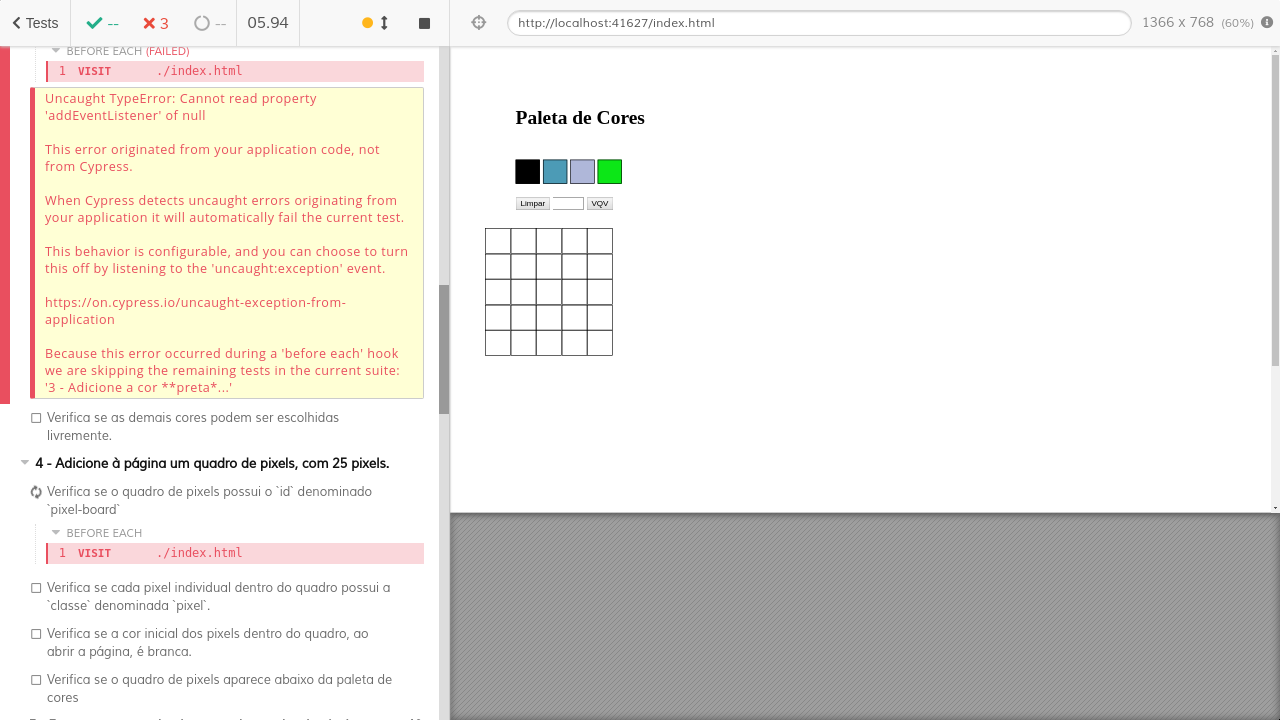 Tests
--
3
--
05.94
http://localhost:41627/index.html
1366 x 768 (60%)
BEFORE EACH (FAILED)
1 VISIT ./index.html
Uncaught TypeError: Cannot read property
'addEventListener' of null
This error originated from your application code, not
from Cypress.
When Cypress detects uncaught errors originating from
your application it will automatically fail the current test.
This behavior is configurable, and you can choose to turn
this off by listening to the 'uncaught:exception' event.
https://on.cypress.io/uncaught-exception-from-
application
Because this error occurred during a 'before each' hook
we are skipping the remaining tests in the current suite:
'3 - Adicione a cor **preta*...'
Verifica se as demais cores podem ser escolhidas
livremente.
4 - Adicione à página um quadro de pixels, com 25 pixels.
Verifica se o quadro de pixels possui o `id` denominado
`pixel-board`
BEFORE EACH
1 VISIT ./index.html
Verifica se cada pixel individual dentro do quadro possui a
`classe` denominada `pixel`.
Verifica se a cor inicial dos pixels dentro do quadro, ao
abrir a página, é branca.
Verifica se o quadro de pixels aparece abaixo da paleta de
cores
Paleta de Cores
Limpar
VQV